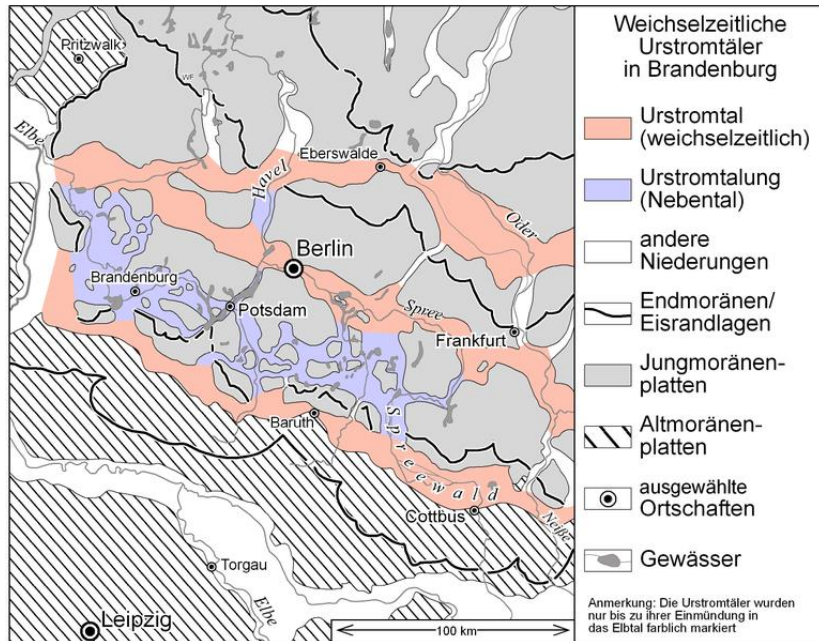 Weichselzeitliche
Urstromtäler
in Brandenburg
Urstromtal
(weichselzeitlich)
Urstromtalung
(Nebental)
andere
Niederungen
Endmoränen/
Eisrandlagen
Jungmoränen-
platten
Altmoränen-
platten
ausgewählte
Ortschaften
Gewässer
Anmerkung: Die Urstromtäler wurden
nur bis zu ihrer Einmündung in
das Elbtal farblich markiert
Pritzwalk
WF
Elbe
Eberswalde
Havel
Oder
Berlin
Brandenburg
Potsdam
Spree
Frankfurt
Baruth
Spreewald
Cottbus
Neiße
Torgau
Elbe
Leipzig
100 km